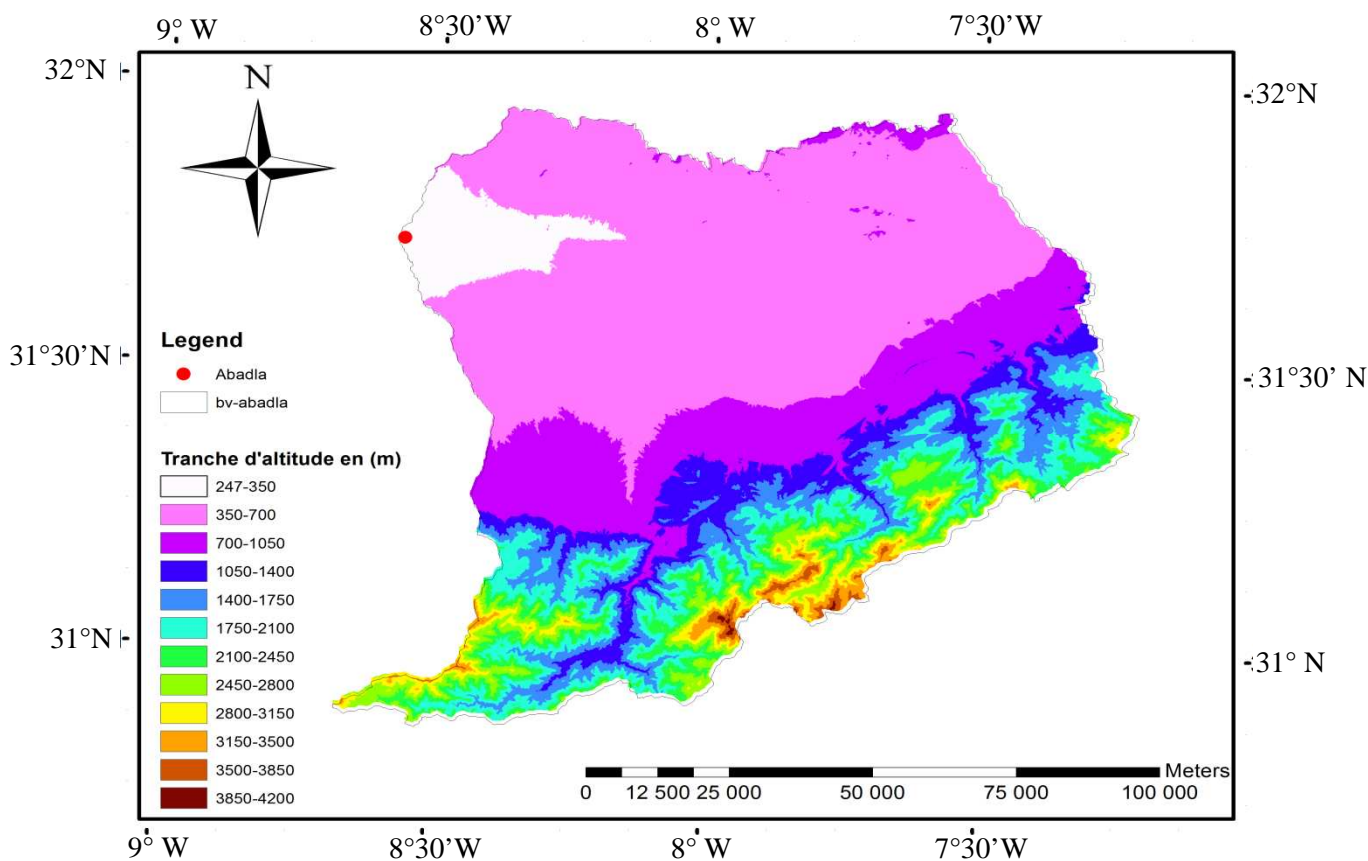 9° W 8°30’W 8° W 7°30’W
32°N
32°N
N
31°30’N
31°30’ N
31°N
31° N
Legend
Abadla
bv-abadla
Tranche d'altitude en (m)
247-350
350-700
700-1050
1050-1400
1400-1750
1750-2100
2100-2450
2450-2800
2800-3150
3150-3500
3500-3850
3850-4200
Meters
0 12 500 25 000 50 000 75 000 100 000
9° W 8°30’W 8° W 7°30’W